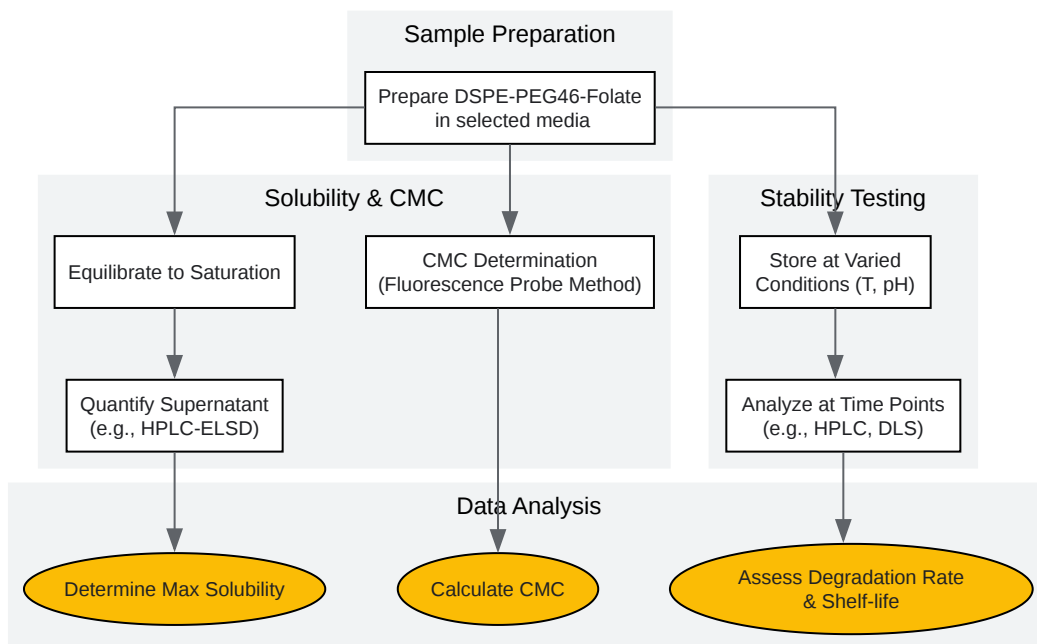 Sample Preparation
Prepare DSPE-PEG46-Folate
in selected media
Solubility & CMC
Stability Testing
Equilibrate to Saturation
CMC Determination
(Fluorescence Probe Method)
Store at Varied
Conditions (T, pH)
Quantify Supernatant
(e.g., HPLC-ELSD)
Analyze at Time Points
(e.g., HPLC, DLS)
Data Analysis
Determine Max Solubility
Calculate CMC
Assess Degradation Rate
& Shelf-life